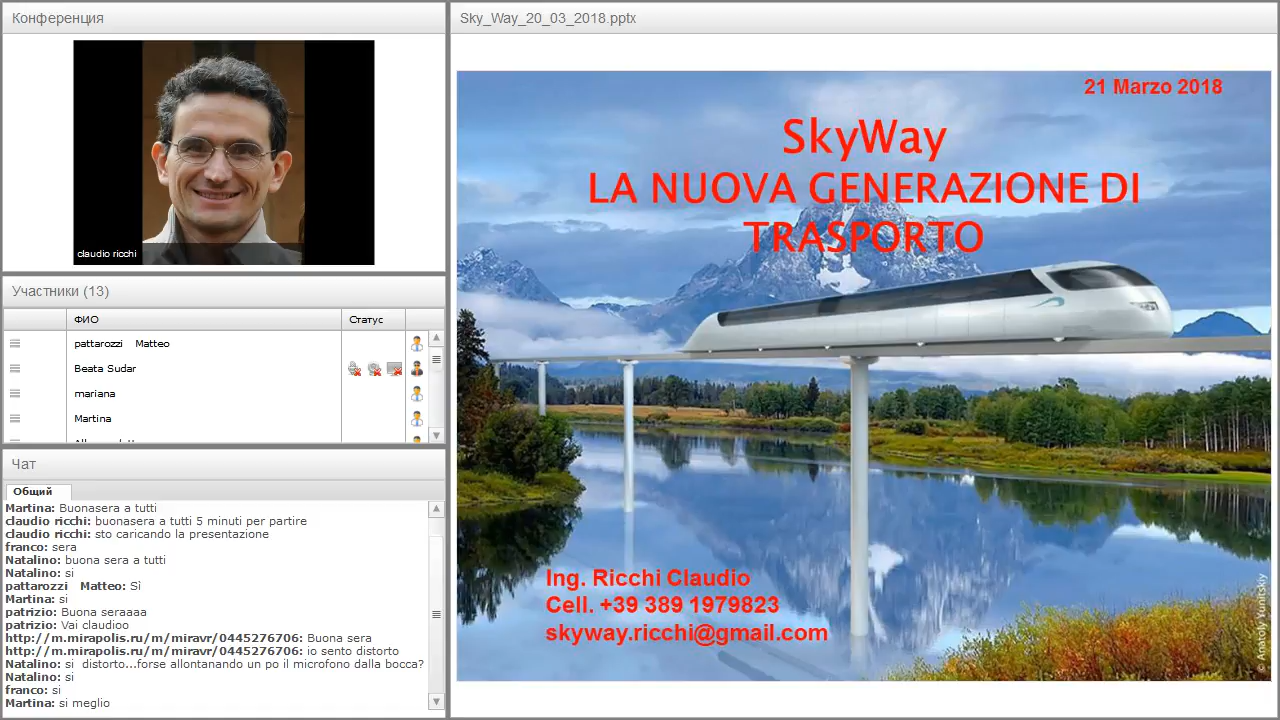 Конференция
claudio ricchi
Участники (13)
ФИО
Статус
pattarozzi Matteo
Beata Sudar
mariana
Martina
Чат
Общий
Martina: Buonasera a tutti
claudio ricchi: buonasera a tutti 5 minuti per partire
claudio ricchi: sto caricando la presentazione
franco: sera
Natalino: buona sera a tutti
Natalino: si
pattarozzi Matteo: Sì
Martina: si
patrizio: Buona seraaaa
patrizio: Vai claudioo
http://m.mirapolis.ru/m/miravr/0445276706: Buona sera
http://m.mirapolis.ru/m/miravr/0445276706: io sento distorto
Natalino: si distorto...forse allontanando un po il microfono dalla bocca?
Natalino: si
franco: si
Martina: si meglio
Sky_Way_20_03_2018.pptx
21 Marzo 2018
SkyWay
LA NUOVA GENERAZIONE DI
TRASPORTO
Ing. Ricchi Claudio
Cell. +39 389 1979823
skyway.ricchi@gmail.com
© Anatoly Yunitskiy